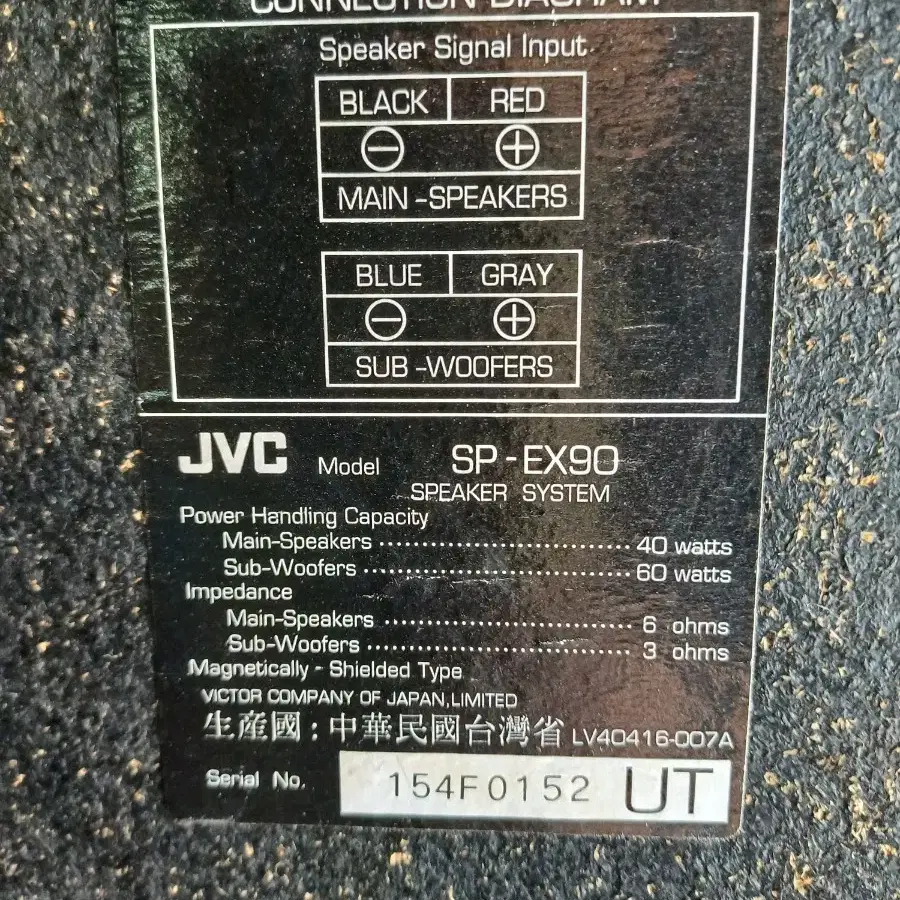 CONNECTION DIAGRAM
Speaker Signal Input
BLACK RED
⊖ ⊕
MAIN -SPEAKERS
BLUE GRAY
⊖ ⊕
SUB -WOOFERS
JVC Model SP-EX90
SPEAKER SYSTEM
Power Handling Capacity
Main-Speakers ................................ 40 watts
Sub-Woofers .................................. 60 watts
Impedance
Main-Speakers ................................ 6 ohms
Sub-Woofers .................................. 3 ohms
Magnetically - Shielded Type
VICTOR COMPANY OF JAPAN, LIMITED
生産國：中華民國台灣省 LV40416-007A
Serial No. 154F0152 UT